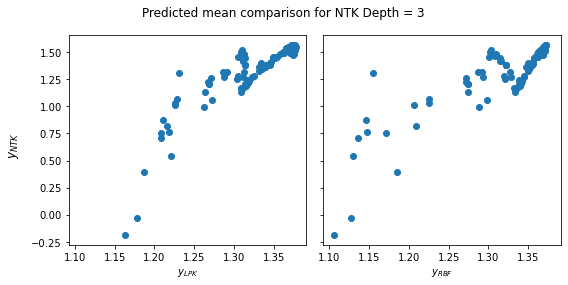 Predicted mean comparison for NTK Depth = 3
y_NTK
1.50
1.25
1.00
0.75
0.50
0.25
0.00
−0.25
1.10 1.15 1.20 1.25 1.30 1.35
1.10 1.15 1.20 1.25 1.30 1.35
y_LPK
y_RBF